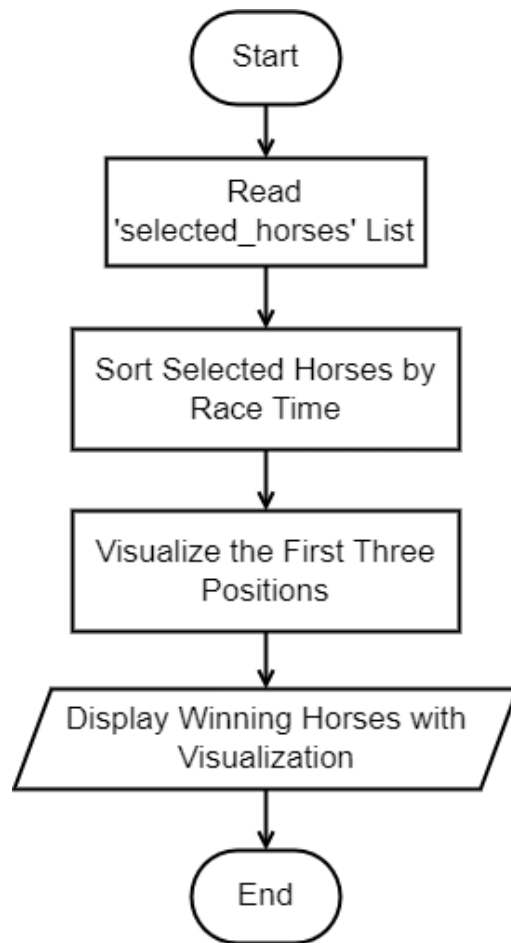 Start
Read
'selected_horses' List
Sort Selected Horses by
Race Time
Visualize the First Three
Positions
Display Winning Horses with
Visualization
End